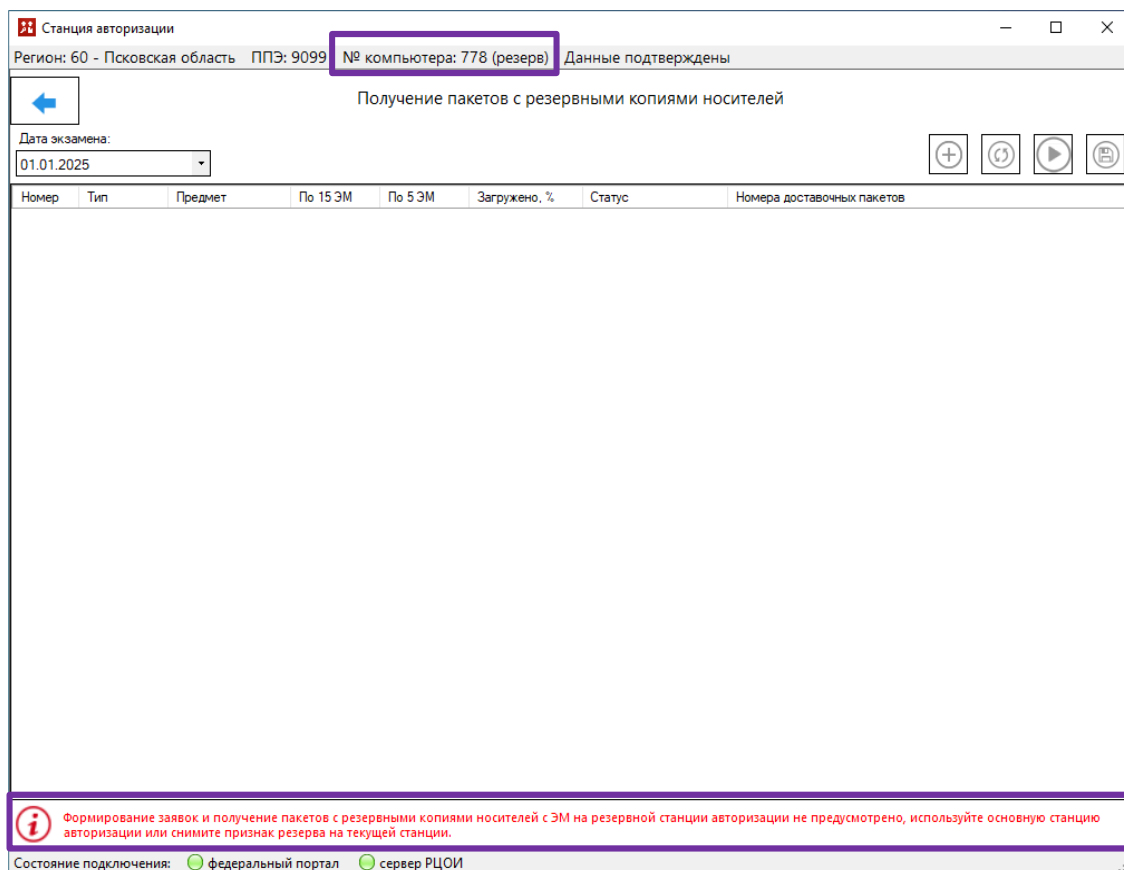 Станция авторизации
Регион: 60 - Псковская область ППЭ: 9099 № компьютера: 778 (резерв) Данные подтверждены
Получение пакетов с резервными копиями носителей
Дата экзамена:
01.01.2025
Номер Тип Предмет По 15 ЭМ По 5 ЭМ Загружено, % Статус Номера доставочных пакетов
Формирование заявок и получение пакетов с резервными копиями носителей с ЭМ на резервной станции авторизации не предусмотрено, используйте основную станцию
авторизации или снимите признак резерва на текущей станции.
Состояние подключения: федеральный портал сервер РЦОИ